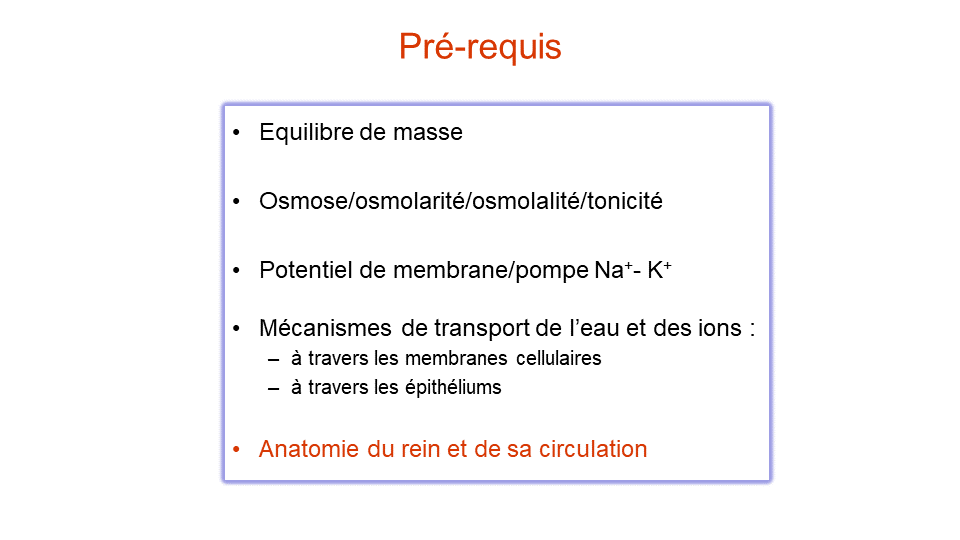 Pré-requis
• Equilibre de masse
• Osmose/osmolarité/osmolalité/tonicité
• Potentiel de membrane/pompe Na⁺- K⁺
• Mécanismes de transport de l’eau et des ions :
– à travers les membranes cellulaires
– à travers les épithéliums
• Anatomie du rein et de sa circulation